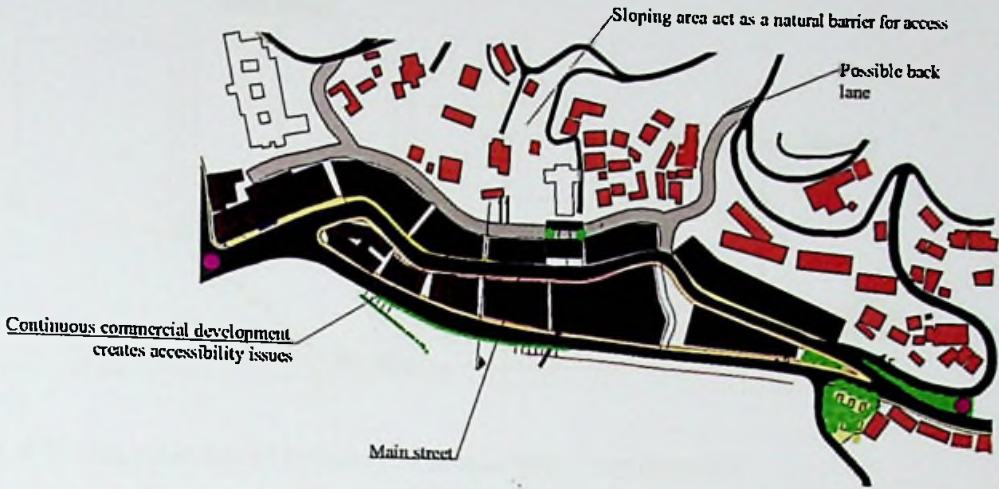 Sloping area act as a natural barrier for access
Possible back
lane
Continuous commercial development
creates accessibility issues
Main street